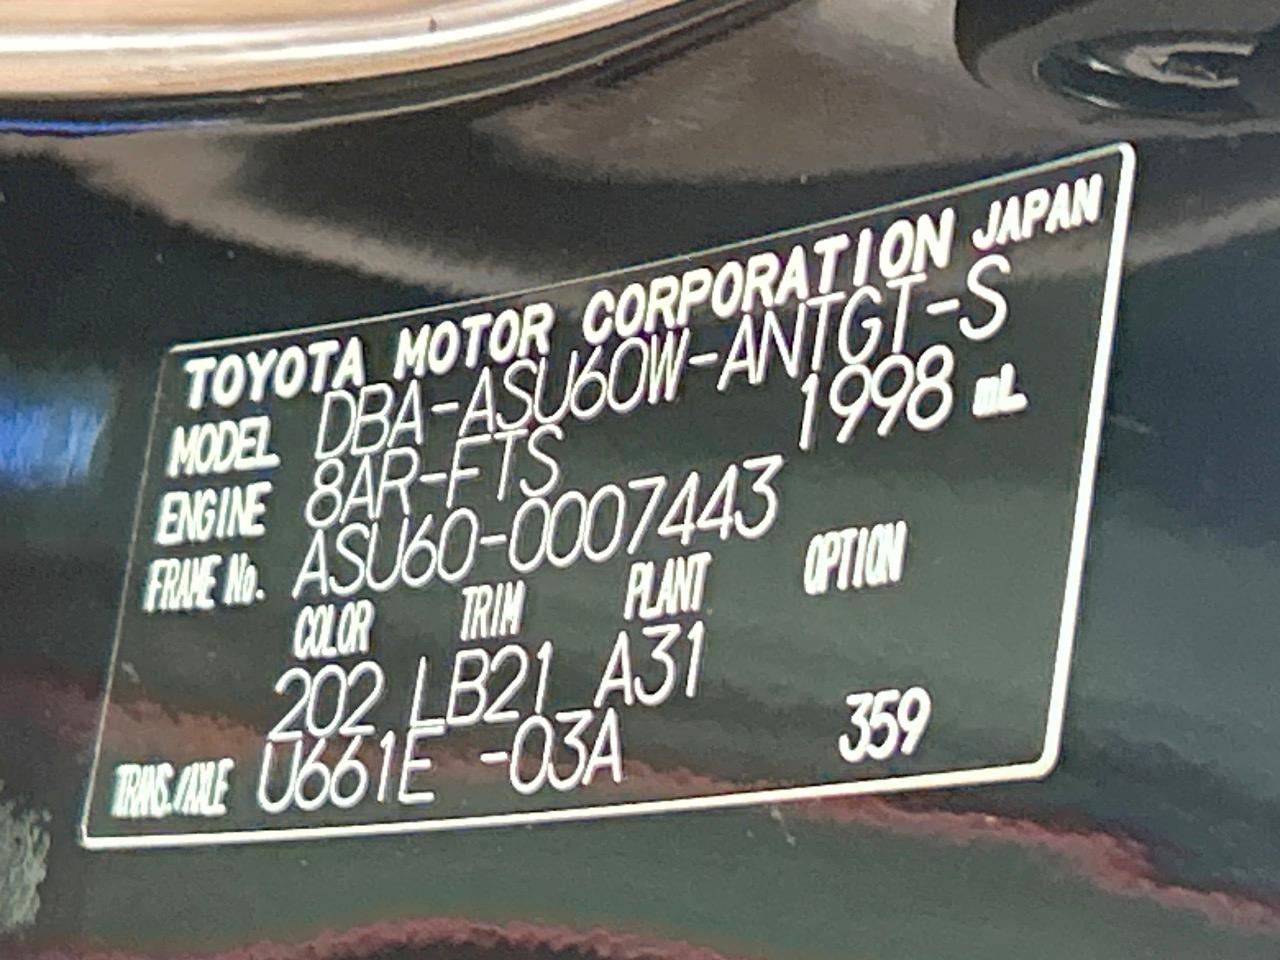 TOYOTA MOTOR CORPORATION JAPAN
MODEL DBA-ASU60W-ANTGT-S
ENGINE 8AR-FTS 1998 mL
FRAME No. ASU60-0007443
COLOR TRIM PLANT OPTION
202 LB21 A31
TRANS./AXLE U661E -03A 359